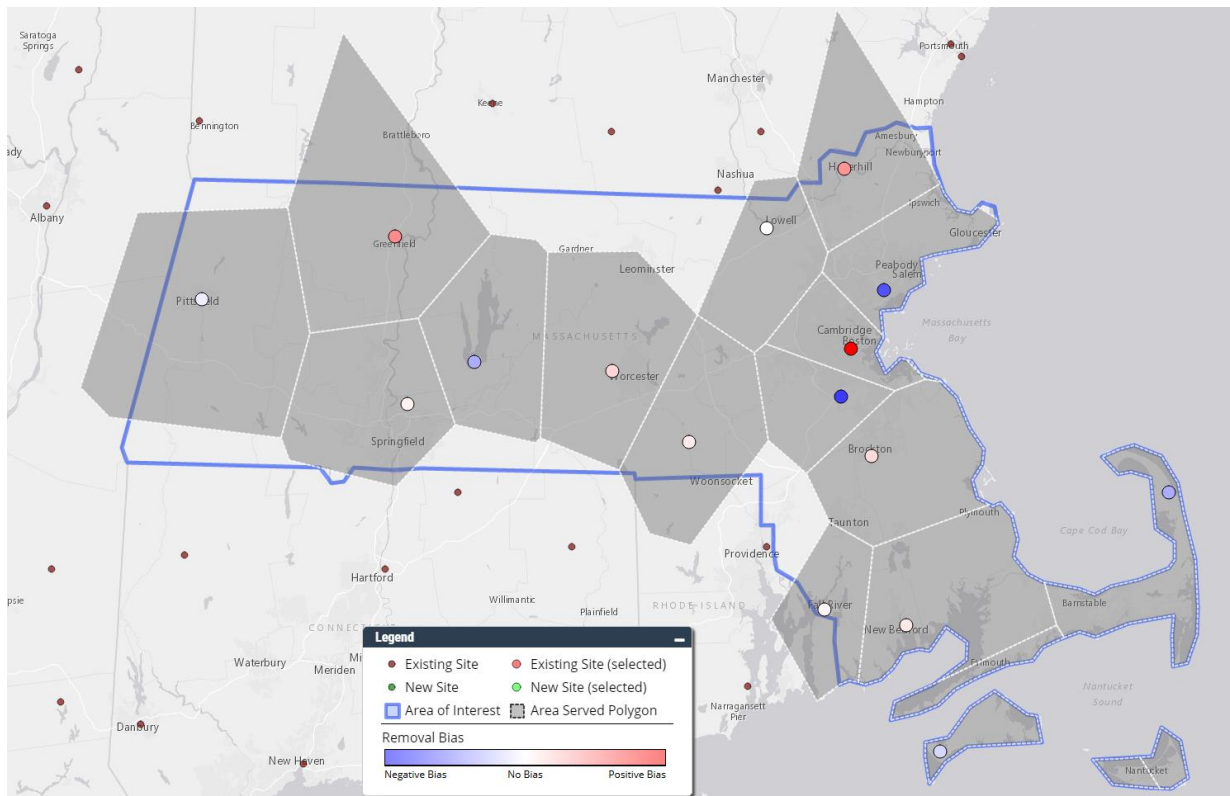 Saratoga
Springs
Portsmouth
Manchester
Keene
Hampton
Bennington
Brattleboro
Amesbury
Newburyport
ady
Nashua
Haverhill
Albany
Ipswich
Lowell
Gloucester
Greenfield
Gardner
Leominster
Peabody
Salem
Pittsfield
Massachusetts
Bay
Cambridge
Boston
MASSACHUSETTS
Worcester
Springfield
Brockton
Woonsocket
Plymouth
Taunton
Cape Cod Bay
Providence
Hartford
psie
Willimantic
RHODE ISLAND
Plainfield
Fall River
Barnstable
CONNECTICUT
New Bedford
Waterbury
Mi
Meriden
Falmouth
Nantucket
Sound
Narragansett
Pier
Danbury
New Haven
Nantucket
Legend
Existing Site
Existing Site (selected)
New Site
New Site (selected)
Area of Interest
Area Served Polygon
Removal Bias
Negative Bias
No Bias
Positive Bias